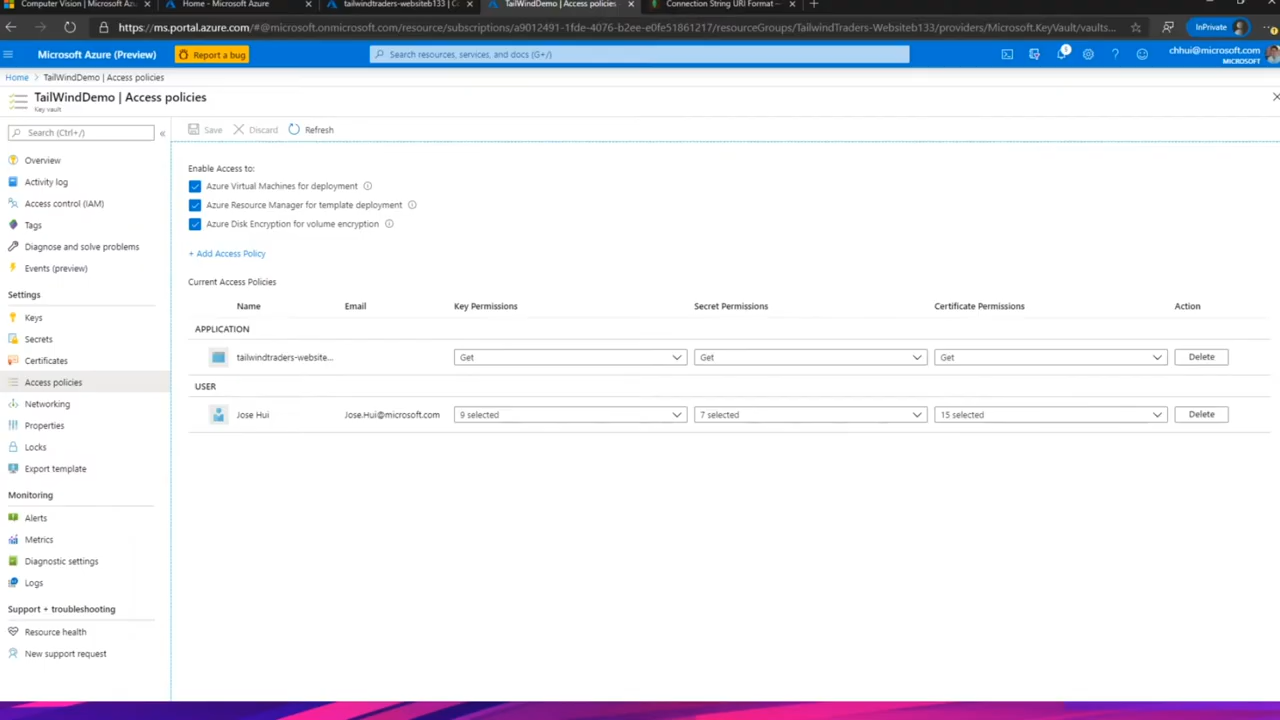 Computer Vision | Microsoft Az
Home - Microsoft Azure
tailwindtraders-websiteb133 | C
TailWindDemo | Access policies
Connection String URI Format —
https://ms.portal.azure.com/#@microsoft.onmicrosoft.com/resource/subscriptions/a9012491-1fde-4076-b2ee-e0fe51861217/resourceGroups/TailwindTraders-Websiteb133/providers/Microsoft.KeyVault/vaults...
InPrivate
Microsoft Azure (Preview)
Report a bug
Search resources, services, and docs (G+/)
1
chhui@microsoft.com
MICROSOFT
Home > TailWindDemo | Access policies
TailWindDemo | Access policies
Key vault
Search (Ctrl+/)
Save
Discard
Refresh
Overview
Activity log
Access control (IAM)
Tags
Diagnose and solve problems
Events (preview)
Settings
Keys
Secrets
Certificates
Access policies
Networking
Properties
Locks
Export template
Monitoring
Alerts
Metrics
Diagnostic settings
Logs
Support + troubleshooting
Resource health
New support request
Enable Access to:
Azure Virtual Machines for deployment
Azure Resource Manager for template deployment
Azure Disk Encryption for volume encryption
+ Add Access Policy
Current Access Policies
Name Email Key Permissions Secret Permissions Certificate Permissions Action
APPLICATION
tailwindtraders-website... Get Get Get Delete
USER
Jose Hui Jose.Hui@microsoft.com 9 selected 7 selected 15 selected Delete